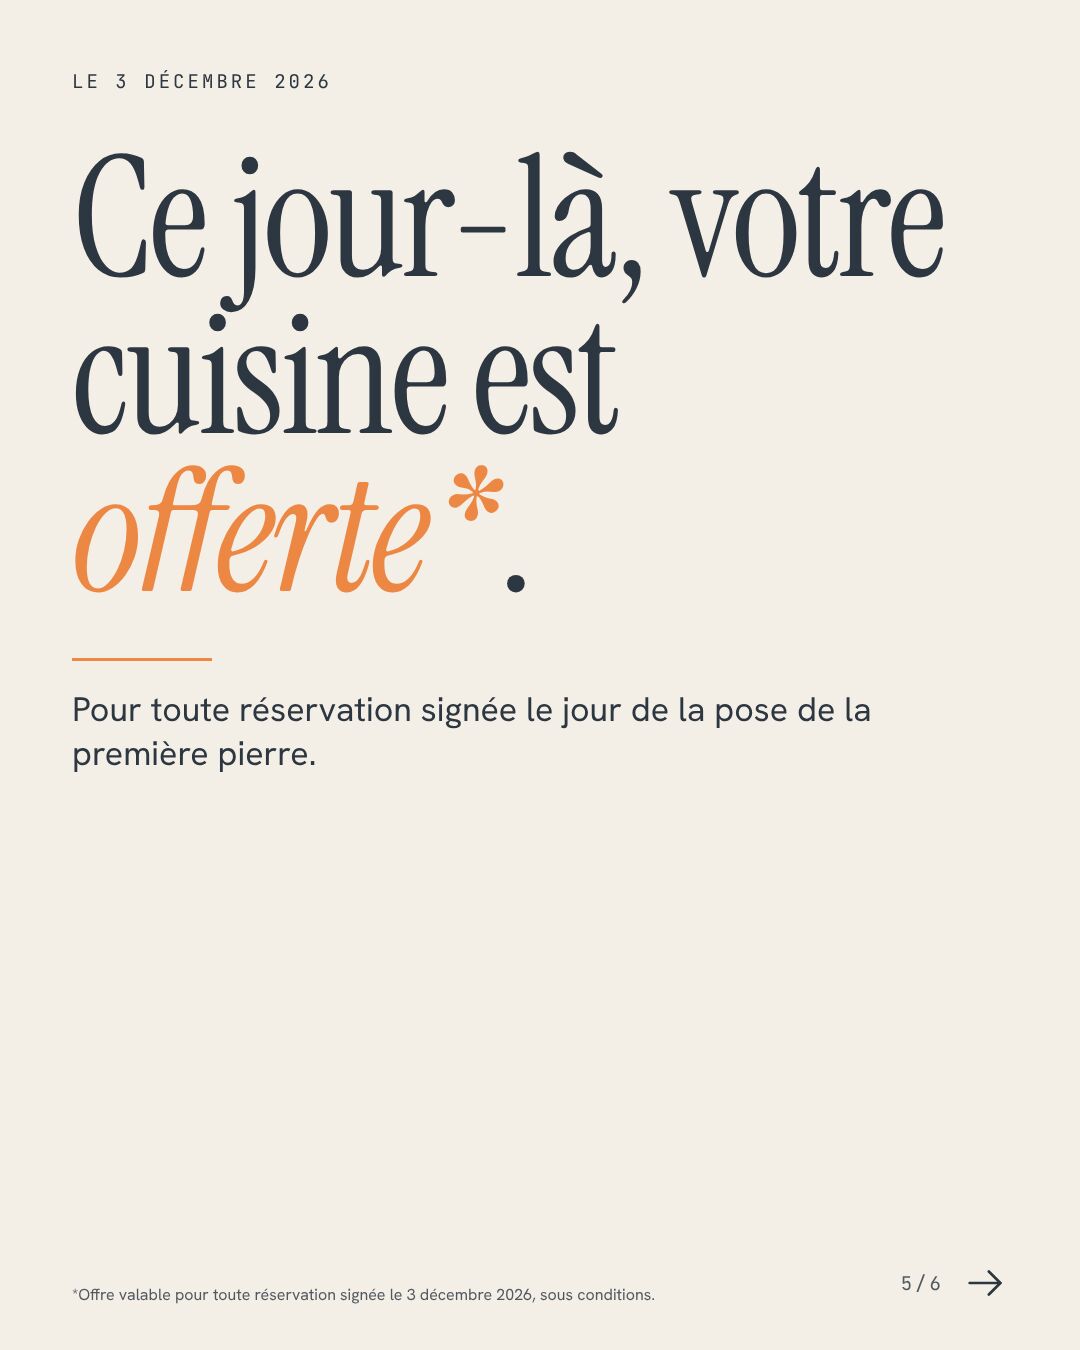 LE 3 DÉCEMBRE 2026
Ce jour-là, votre
cuisine est
offerte*.
Pour toute réservation signée le jour de la pose de la
première pierre.
*Offre valable pour toute réservation signée le 3 décembre 2026, sous conditions.
5 / 6 →